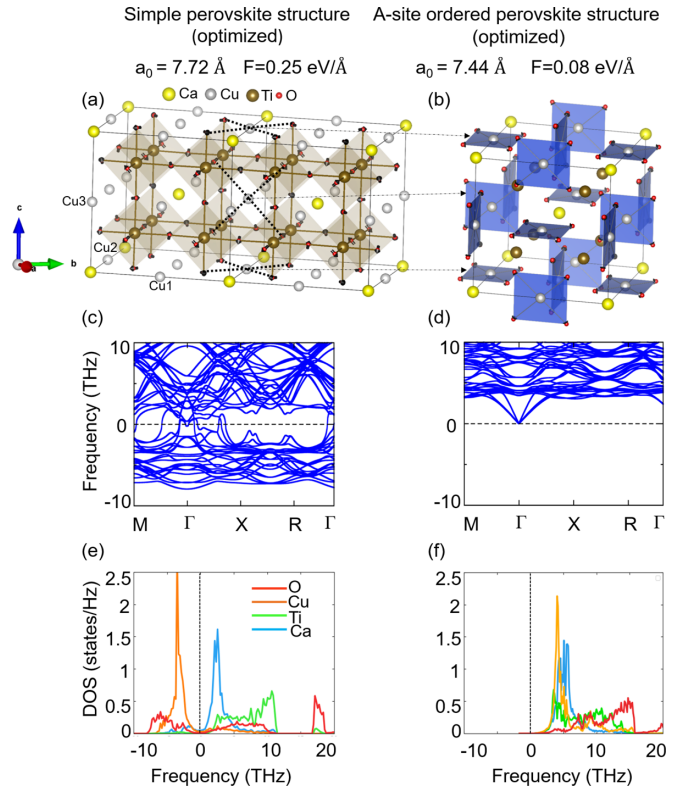 Simple perovskite structure
(optimized)
A-site ordered perovskite structure
(optimized)
a₀ = 7.72 Å F=0.25 eV/Å
a₀ = 7.44 Å F=0.08 eV/Å
Ca Cu Ti O
(a)
(b)
Cu3
Cu2
Cu1
c
a
b
(c)
(d)
10
0
-10
Frequency (THz)
M Γ X R Γ
10
0
-10
M Γ X R Γ
(e)
(f)
2.5
2
1.5
1
0.5
0
DOS (states/Hz)
O
Cu
Ti
Ca
-10 0 10 20
Frequency (THz)
2.5
2
1.5
1
0.5
0
-10 0 10 20
Frequency (THz)